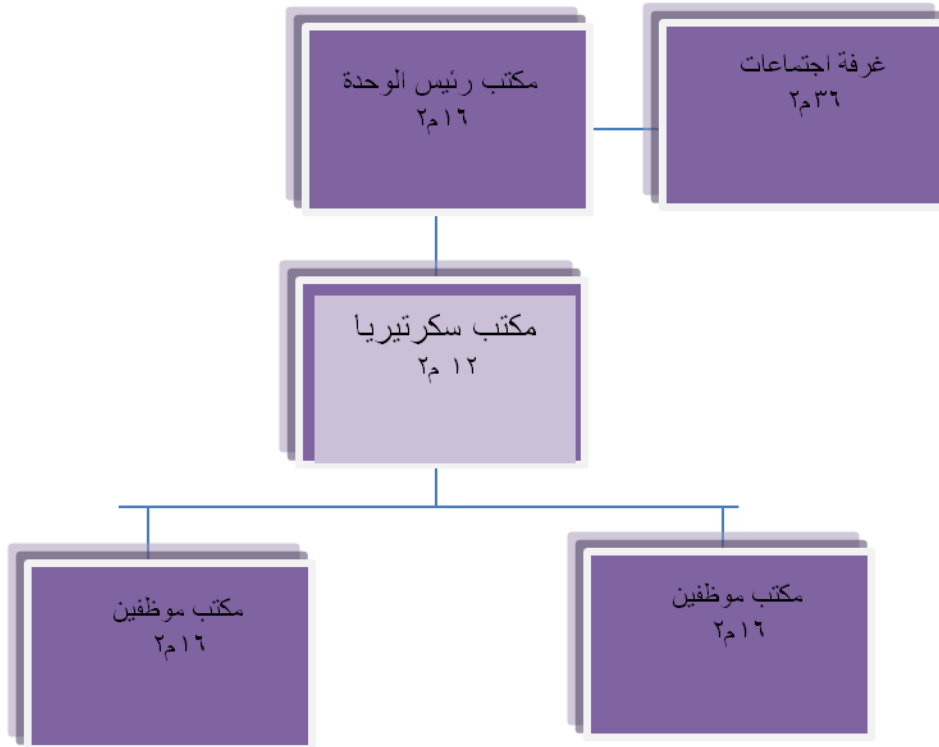 غرفة اجتماعات
٣٦م٢
مكتب رئيس الوحدة
١٦م٢
مكتب سكرتيريا
١٢ م٢
مكتب موظفين
١٦م٢
مكتب موظفين
١٦م٢